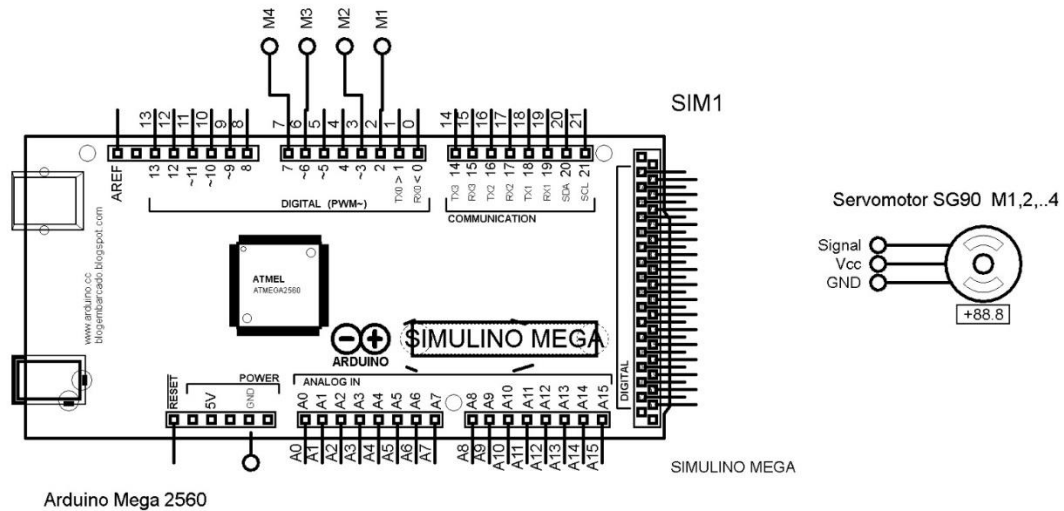 M4 M3 M2 M1
SIM1
13 12 11 10 9 8 7 6 5 4 3 2 1 0 14 15 16 17 18 19 20 21
AREF 13 12 ~11 ~10 ~9 8 7 ~6 ~5 4 ~3 2 TX0 > 1 RX0 < 0 TX3 14 RX3 15 TX2 16 RX2 17 TX1 18 RX1 19 SDA 20 SCL 21
DIGITAL (PWM~)
COMMUNICATION
www.arduino.cc
blogembarcado.blogspot.com
ATMEL
ATMEGA2560
ARDUINO
SIMULINO MEGA
DIGITAL
RESET
5V
POWER
GND
ANALOG IN
A0 A1 A2 A3 A4 A5 A6 A7 A8 A9 A10 A11 A12 A13 A14 A15
A0 A1 A2 A3 A4 A5 A6 A7 A8 A9 A10 A11 A12 A13 A14 A15
SIMULINO MEGA
Arduino Mega 2560
Servomotor SG90 M1,2,..4
Signal
Vcc
GND
+88.8